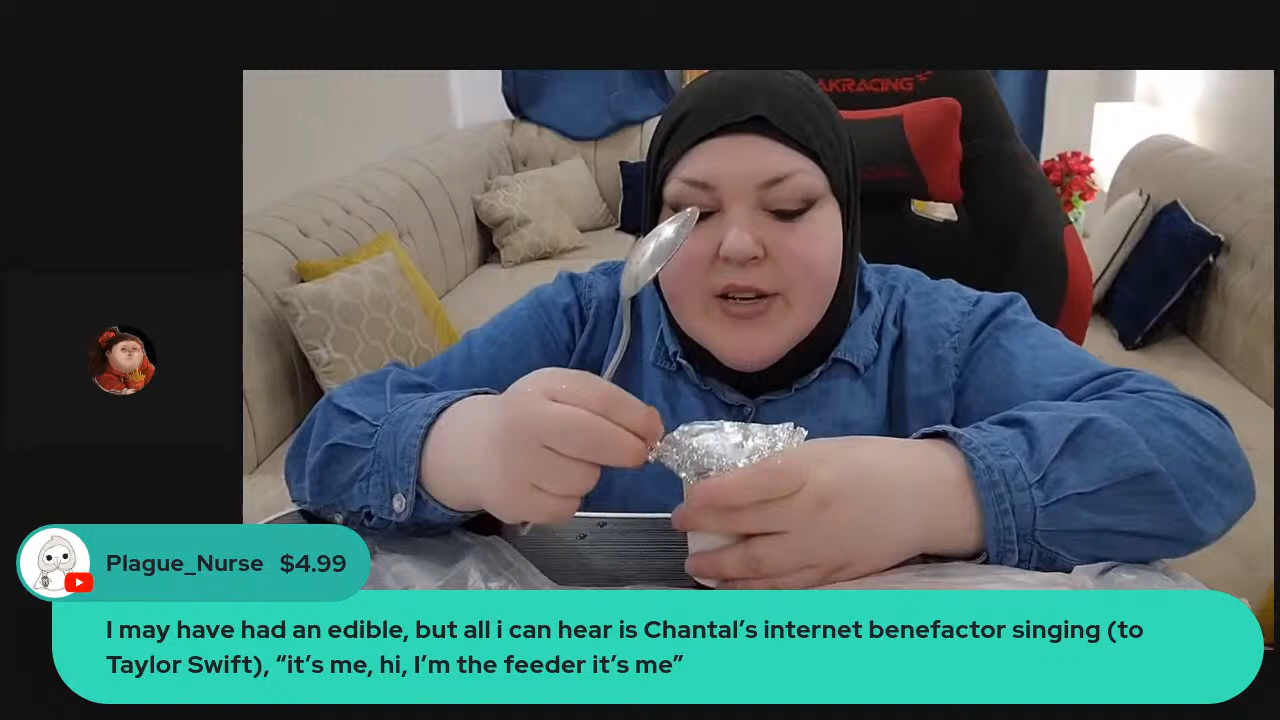 AKRACING
Plague_Nurse $4.99
I may have had an edible, but all i can hear is Chantal’s internet benefactor singing (to
Taylor Swift), “it’s me, hi, I’m the feeder it’s me”